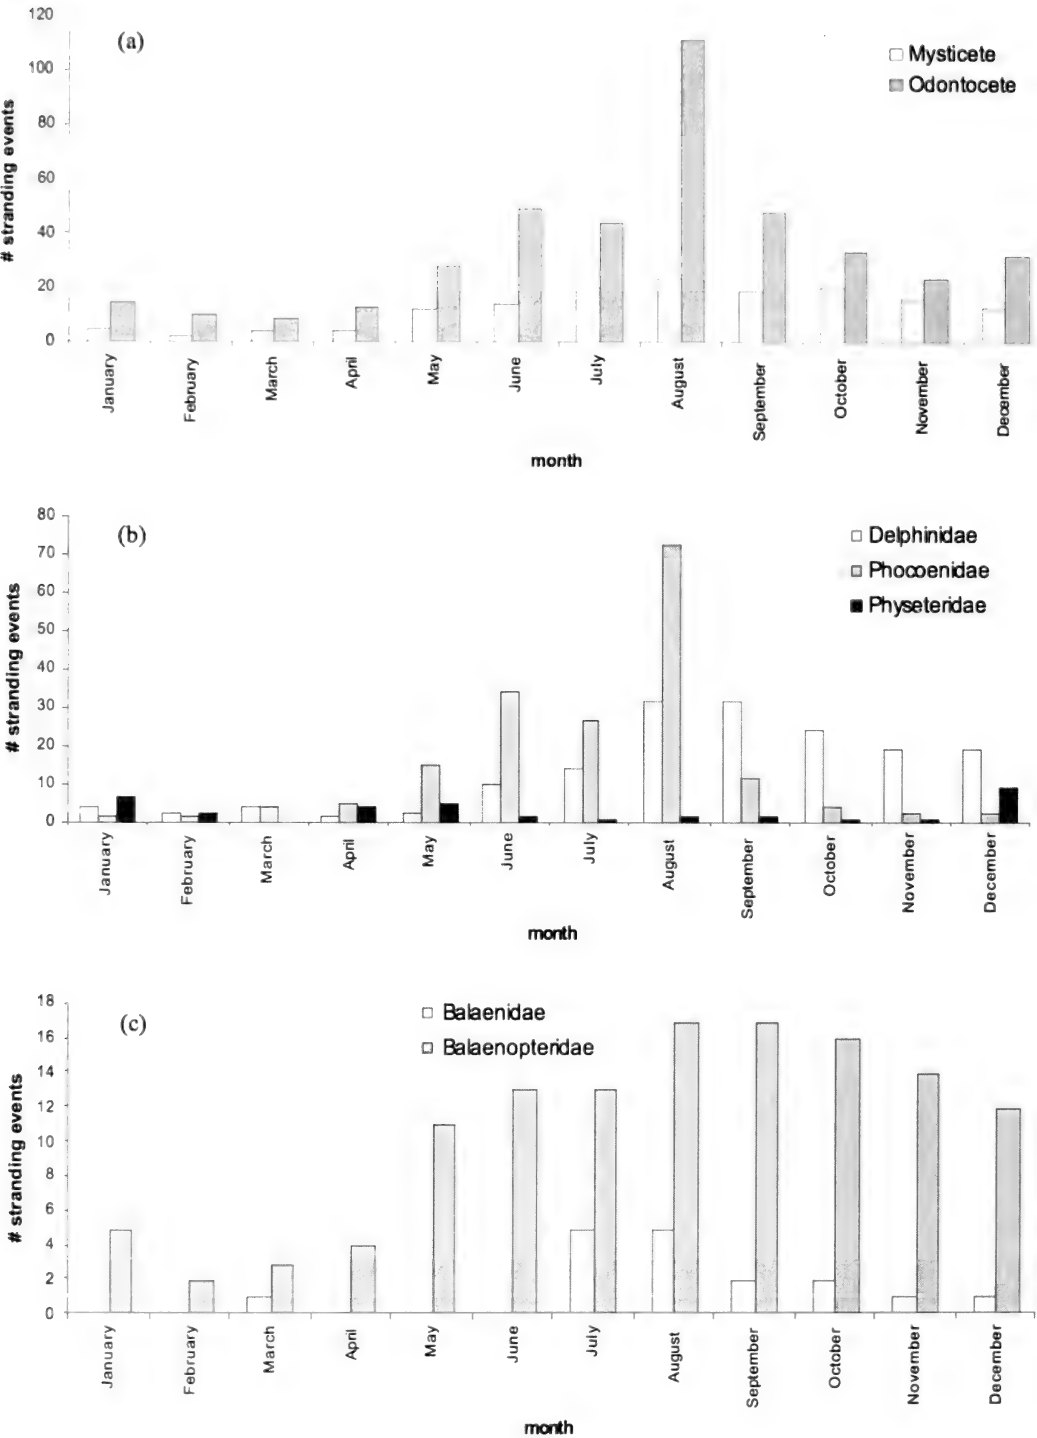 120
(a)
100
80
60
40
20
0
# stranding events
Mysticete
Odontocete
January
February
March
April
May
June
July
August
September
October
November
December
month
80
(b)
70
60
50
40
30
20
10
0
# stranding events
Delphinidae
Phocoenidae
Physeteridae
January
February
March
April
May
June
July
August
September
October
November
December
month
18
(c)
16
14
12
10
8
6
4
2
0
# stranding events
Balaenidae
Balaenopteridae
January
February
March
April
May
June
July
August
September
October
November
December
month